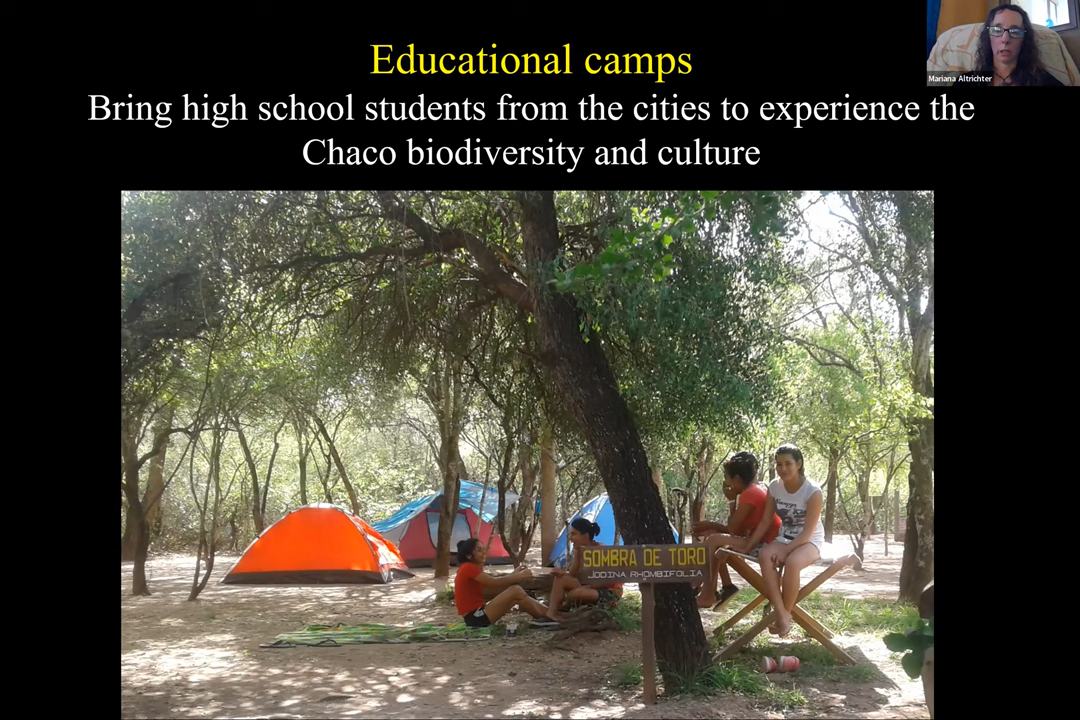 Educational camps
Mariana Altrichter
Bring high school students from the cities to experience the
Chaco biodiversity and culture
SOMBRA DE TORO
JODINA RHOMBIFOLIA